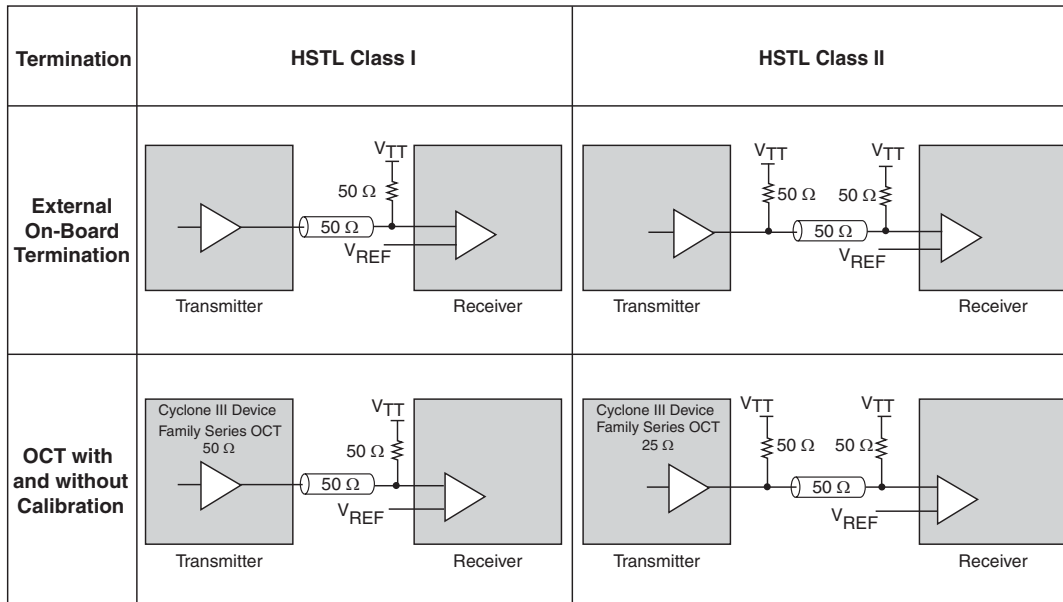 Termination
HSTL Class I
HSTL Class II
External
On-Board
Termination
VTT
50 Ω
50 Ω
VREF
Transmitter
Receiver
VTT
VTT
50 Ω
50 Ω
50 Ω
VREF
Transmitter
Receiver
OCT with
and without
Calibration
Cyclone III Device
Family Series OCT
50 Ω
VTT
50 Ω
50 Ω
VREF
Transmitter
Receiver
Cyclone III Device
Family Series OCT
25 Ω
VTT
VTT
50 Ω
50 Ω
50 Ω
VREF
Transmitter
Receiver